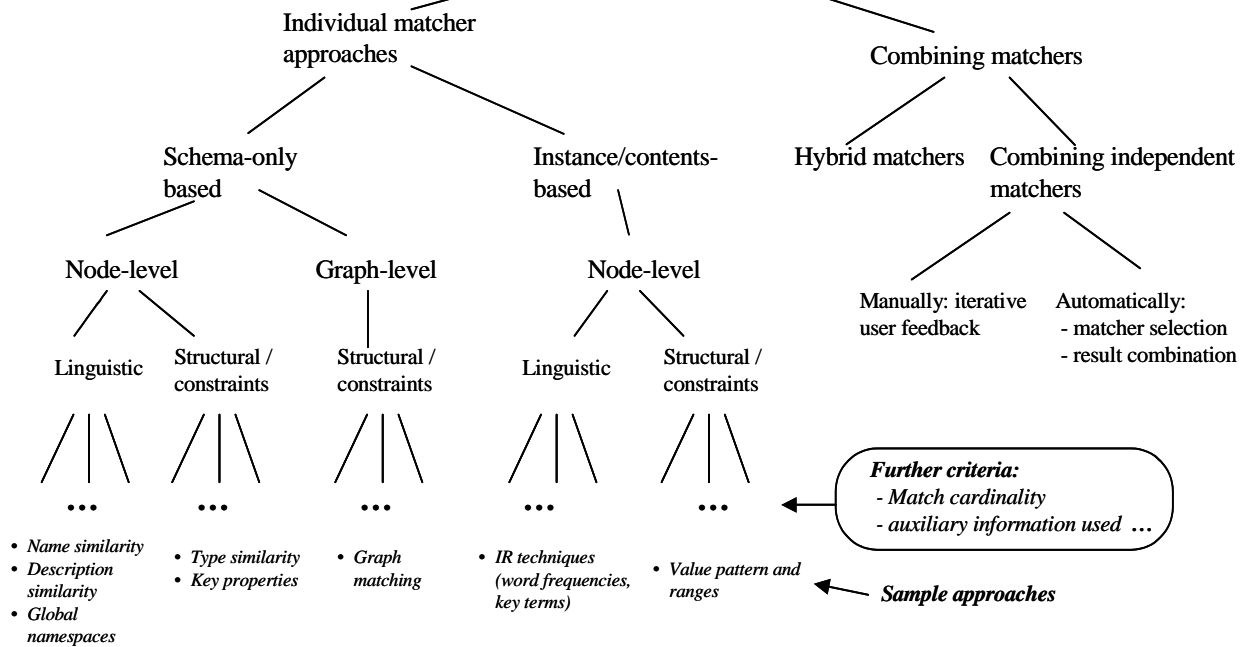 Individual matcher
approaches
Combining matchers
Schema-only
based
Instance/contents-
based
Hybrid matchers
Combining independent
matchers
Node-level
Graph-level
Node-level
Manually: iterative
user feedback
Automatically:
- matcher selection
- result combination
Linguistic
Structural /
constraints
Structural /
constraints
Linguistic
Structural /
constraints
Further criteria:
- Match cardinality
- auxiliary information used ...
...
...
...
...
...
• Name similarity
• Description
similarity
• Global
namespaces
• Type similarity
• Key properties
• Graph
matching
• IR techniques
(word frequencies,
key terms)
• Value pattern and
ranges
Sample approaches